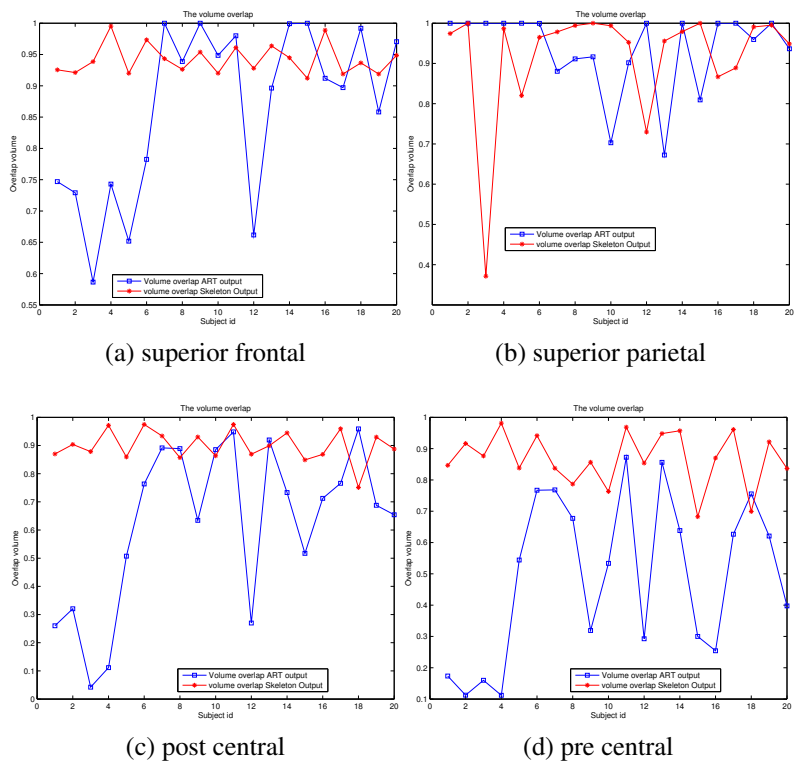 The volume overlap
1
0.95
0.9
0.85
0.8
0.75
0.7
0.65
0.6
0.55
Overlap volume
Volume overlap ART output
volume overlap Skeleton Output
0 2 4 6 8 10 12 14 16 18 20
Subject id
(a) superior frontal
The volume overlap
1
0.9
0.8
0.7
0.6
0.5
0.4
Overlap volume
Volume overlap ART output
volume overlap Skeleton Output
0 2 4 6 8 10 12 14 16 18 20
Subject id
(b) superior parietal
The volume overlap
1
0.9
0.8
0.7
0.6
0.5
0.4
0.3
0.2
0.1
0
Overlap volume
Volume overlap ART output
volume overlap Skeleton Output
0 2 4 6 8 10 12 14 16 18 20
Subject id
(c) post central
The volume overlap
1
0.9
0.8
0.7
0.6
0.5
0.4
0.3
0.2
0.1
Overlap volume
Volume overlap ART output
volume overlap Skeleton Output
0 2 4 6 8 10 12 14 16 18 20
Subject id
(d) pre central